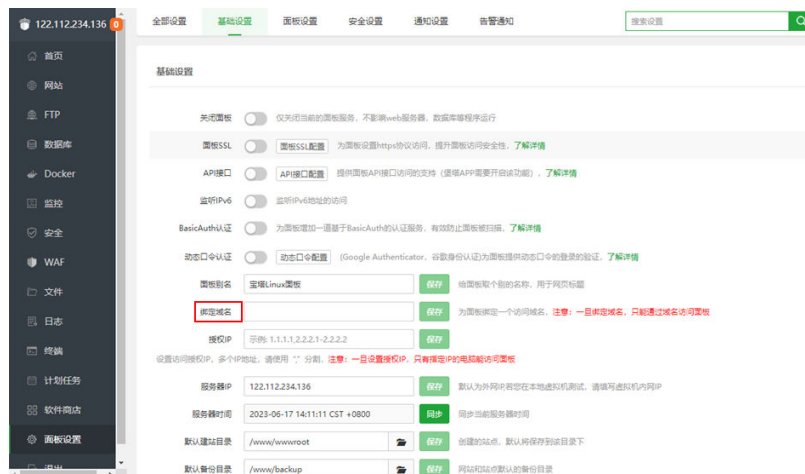 122.112.234.136 0
全部设置 基础设置 面板设置 安全设置 通知设置 告警通知 搜索设置
首页
网站
FTP
数据库
Docker
监控
安全
WAF
文件
日志
终端
计划任务
软件商店
面板设置
退出
基础设置
关闭面板 仅关闭当前的面板服务，不影响web服务器、数据库等程序运行
面板SSL 面板SSL配置 为面板设置https协议访问，提升面板访问安全性，了解详情
API接口 API接口配置 提供面板API接口访问的支持（堡塔APP需要开启该功能），了解详情
监听IPv6 监听IPv6地址的访问
BasicAuth认证 为面板增加一道基于BasicAuth的认证服务，有效防止面板被扫描，了解详情
动态口令认证 动态口令配置 (Google Authenticator、谷歌身份认证)为面板提供动态口令的登录的验证，了解详情
面板别名 宝塔Linux面板 保存 给面板取个别的名称，用于网页标题
绑定域名 保存 为面板绑定一个访问域名，注意：一旦绑定域名，只能通过域名访问面板
授权IP 示例: 1.1.1.1,2.2.2.1-2.2.2.2 保存
设置访问授权IP，多个IP地址，请使用 "," 分割，注意：一旦设置授权IP，只有指定IP的电脑能访问面板
服务器IP 122.112.234.136 保存 默认为外网IP,若您在本地虚拟机测试，请填写虚拟机内网IP
服务器时间 2023-06-17 14:11:11 CST +0800 同步 同步当前服务器时间
默认建站目录 /www/wwwroot 保存 创建的站点，默认将保存到该目录下
默认备份目录 /www/backup 保存 网站和站点默认的备份目录